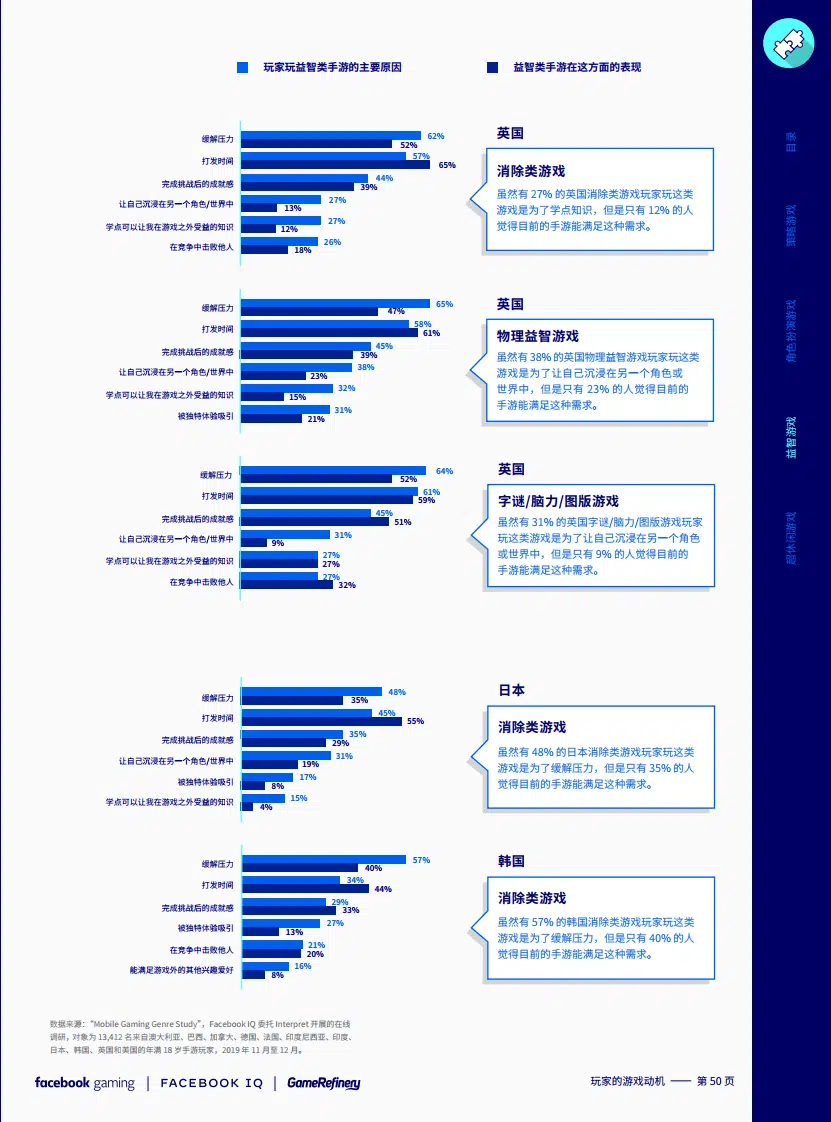 玩家玩益智类手游的主要原因
益智类手游在这方面的表现
英国
缓解压力 62% 52%
打发时间 57% 65%
完成挑战后的成就感 44% 39%
让自己沉浸在另一个角色/世界中 27% 13%
学点可以让我在游戏之外受益的知识 27% 12%
在竞争中击败他人 26% 18%
消除类游戏
虽然有 27% 的英国消除类游戏玩家玩这类
游戏是为了学点知识，但是只有 12% 的人
觉得目前的手游能满足这种需求。
英国
缓解压力 65% 47%
打发时间 58% 61%
完成挑战后的成就感 45% 39%
让自己沉浸在另一个角色/世界中 38% 23%
学点可以让我在游戏之外受益的知识 32% 15%
被独特体验吸引 31% 21%
物理益智游戏
虽然有 38% 的英国物理益智游戏玩家玩这类
游戏是为了让自己沉浸在另一个角色或
世界中，但是只有 23% 的人觉得目前的
手游能满足这种需求。
英国
缓解压力 64% 52%
打发时间 61% 59%
完成挑战后的成就感 45% 51%
让自己沉浸在另一个角色/世界中 31% 9%
学点可以让我在游戏之外受益的知识 27% 27%
在竞争中击败他人 27% 32%
字谜/脑力/图版游戏
虽然有 31% 的英国字谜/脑力/图版游戏玩家
玩这类游戏是为了让自己沉浸在另一个角色
或世界中，但是只有 9% 的人觉得目前的
手游能满足这种需求。
日本
缓解压力 48% 35%
打发时间 45% 55%
完成挑战后的成就感 35% 29%
让自己沉浸在另一个角色/世界中 31% 19%
被独特体验吸引 17% 8%
学点可以让我在游戏之外受益的知识 15% 4%
消除类游戏
虽然有 48% 的日本消除类游戏玩家玩这类
游戏是为了缓解压力，但是只有 35% 的人
觉得目前的手游能满足这种需求。
韩国
缓解压力 57% 40%
打发时间 34% 44%
完成挑战后的成就感 29% 33%
被独特体验吸引 27% 13%
在竞争中击败他人 21% 20%
能满足游戏外的其他兴趣爱好 16% 8%
消除类游戏
虽然有 57% 的韩国消除类游戏玩家玩这类
游戏是为了缓解压力，但是只有 40% 的人
觉得目前的手游能满足这种需求。
数据来源：“Mobile Gaming Genre Study”，Facebook IQ 委托 Interpret 开展的在线
调研，对象为 13,412 名来自澳大利亚、巴西、加拿大、德国、法国、印度尼西亚、印度、
日本、韩国、英国和美国的年满 18 岁手游玩家，2019 年 11 月至 12 月。
facebook gaming | FACEBOOK IQ | GameRefinery
玩家的游戏动机 —— 第 50 页
目录
策略游戏
角色扮演游戏
益智游戏
超休闲游戏